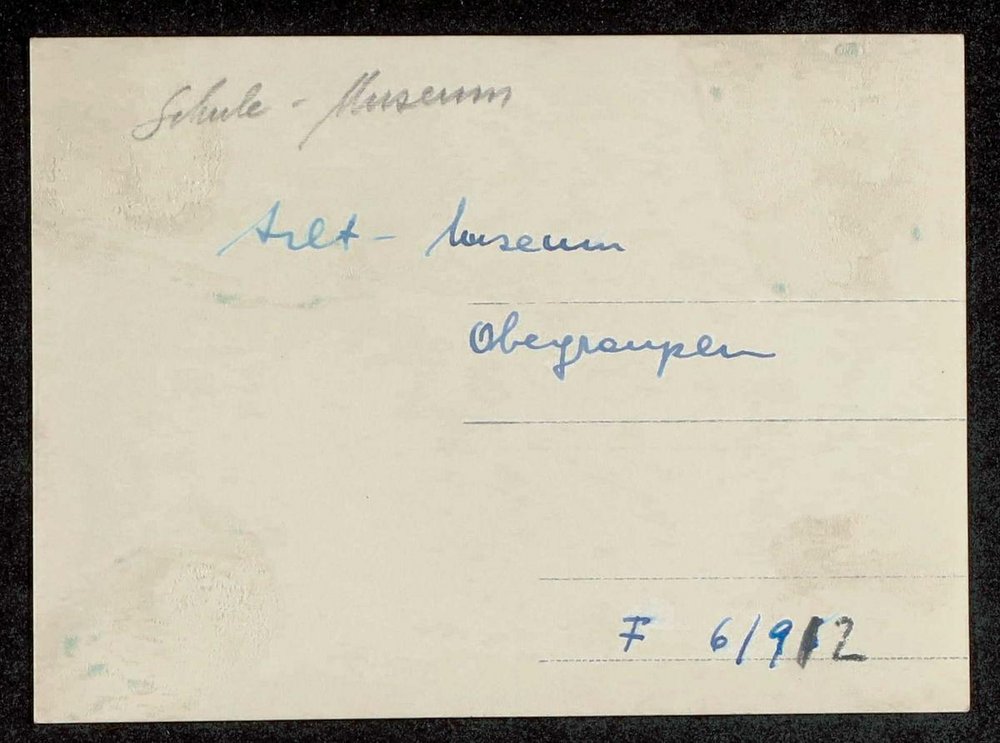 Schule - Museum
Arlt - Museum
Obergraupen
F 6/912